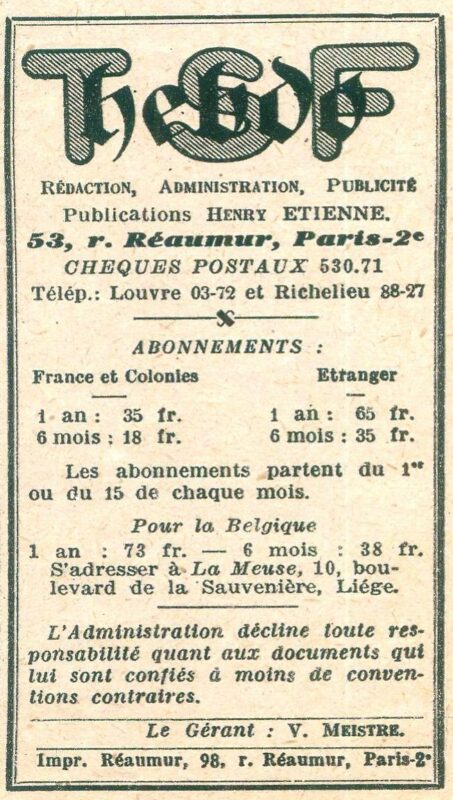 TSF
hebdo
RÉDACTION, ADMINISTRATION, PUBLICITÉ
Publications HENRY ETIENNE.
53, r. Réaumur, Paris-2e
CHEQUES POSTAUX 530.71
Télép.: Louvre 03-72 et Richelieu 88-27
ABONNEMENTS :
France et Colonies
1 an : 35 fr.
6 mois : 18 fr.
Etranger
1 an : 65 fr.
6 mois : 35 fr.
Les abonnements partent du 1er
ou du 15 de chaque mois.
Pour la Belgique
1 an : 73 fr. — 6 mois : 38 fr.
S'adresser à La Meuse, 10, bou-
levard de la Sauvenière, Liége.
L'Administration décline toute res-
ponsabilité quant aux documents qui
lui sont confiés à moins de conven-
tions contraires.
Le Gérant : V. MEISTRE.
Impr. Réaumur, 98, r. Réaumur, Paris-2e